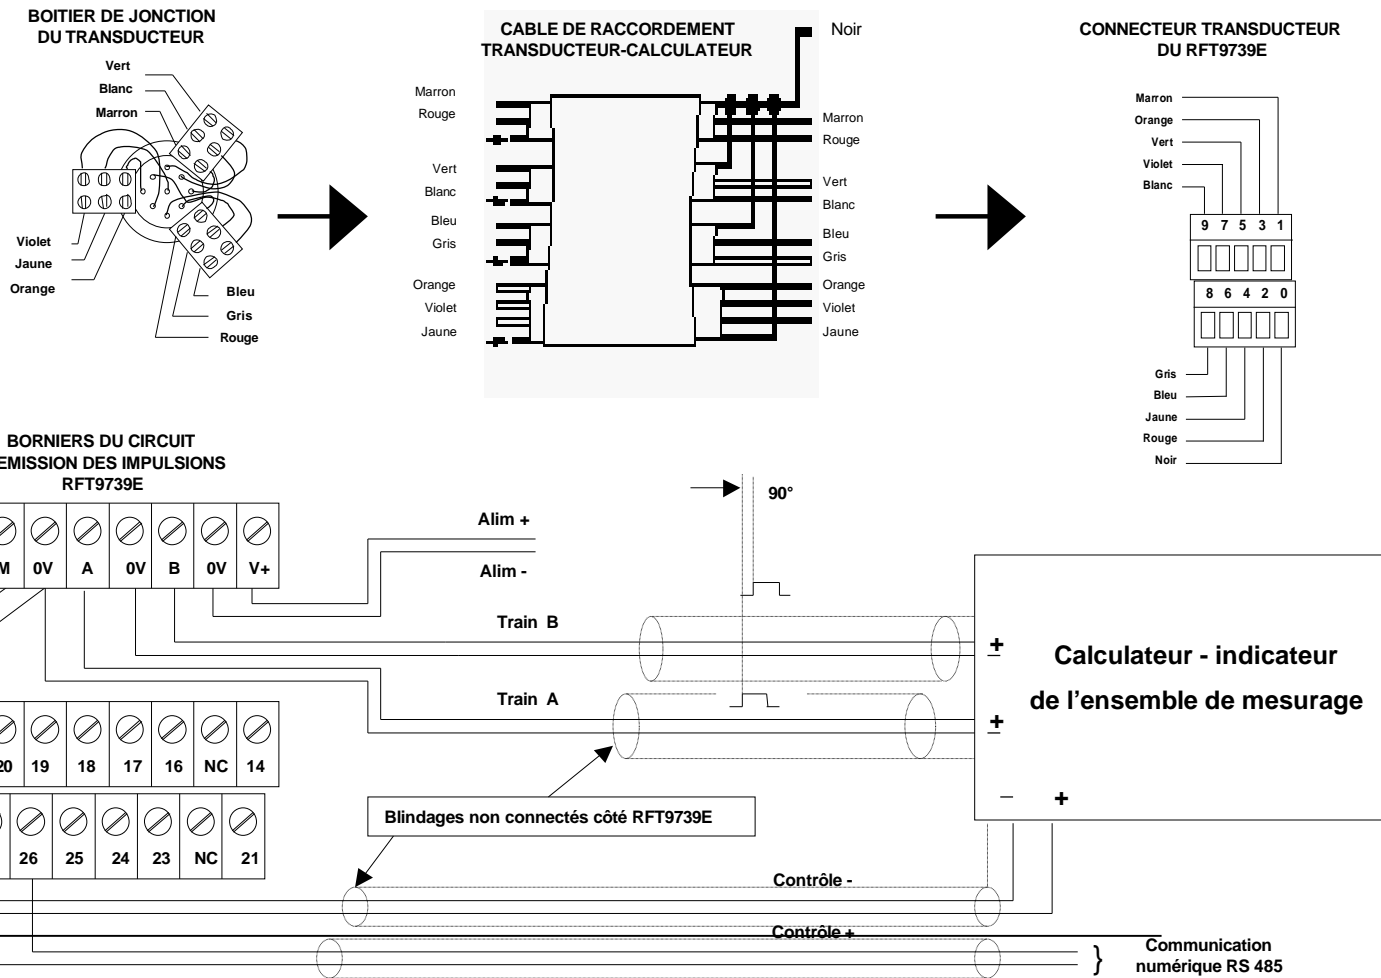 BOITIER DE JONCTION
DU TRANSDUCTEUR
Vert
Blanc
Marron
Violet
Jaune
Orange
Bleu
Gris
Rouge
CABLE DE RACCORDEMENT
TRANSDUCTEUR-CALCULATEUR
Noir
Marron
Rouge
Vert
Blanc
Bleu
Gris
Orange
Violet
Jaune
Marron
Rouge
Vert
Blanc
Bleu
Gris
Orange
Violet
Jaune
CONNECTEUR TRANSDUCTEUR
DU RFT9739E
Marron
Orange
Vert
Violet
Blanc
9 7 5 3 1
8 6 4 2 0
Gris
Bleu
Jaune
Rouge
Noir
BORNIERS DU CIRCUIT
EMISSION DES IMPULSIONS
RFT9739E
M 0V A 0V B 0V V+
Alim +
Alim -
90°
Train B
Train A
+
–
+
–
Calculateur - indicateur
de l'ensemble de mesurage
– +
20 19 18 17 16 NC 14
26 25 24 23 NC 21
Blindages non connectés côté RFT9739E
Contrôle -
Contrôle +
} Communication
numérique RS 485